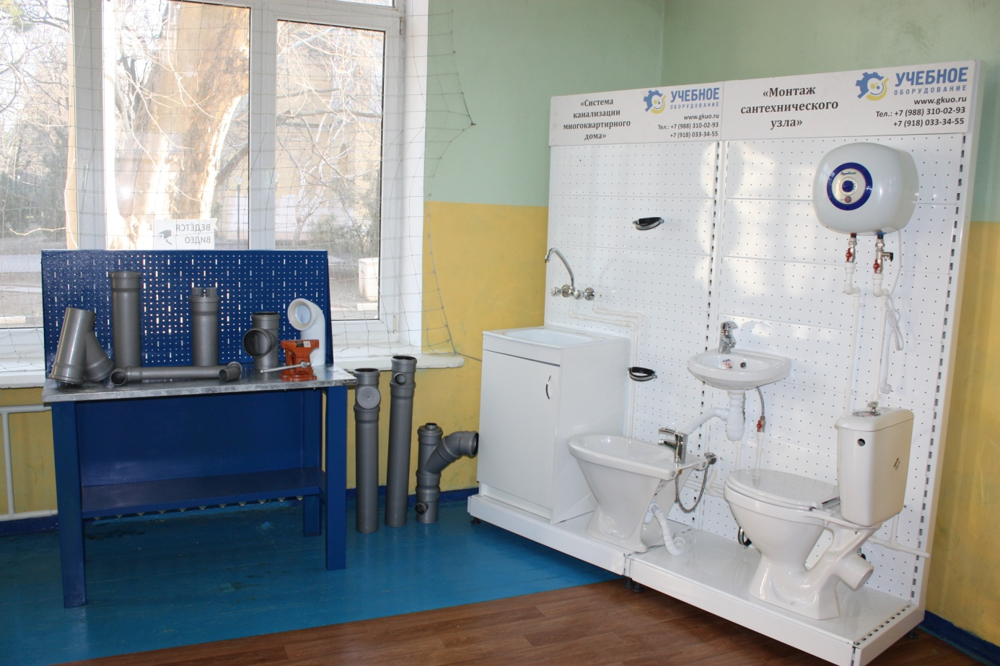 «Система
канализации
многоквартирного
дома»
УЧЕБНОЕ
ОБОРУДОВАНИЕ
www.gkuo.ru
Тел.: +7 (988) 310-02-93
+7 (918) 033-34-55
«Монтаж
сантехнического
узла»
УЧЕБНОЕ
ОБОРУДОВАНИЕ
www.gkuo.ru
Тел.: +7 (988) 310-02-93
+7 (918) 033-34-55
ВЕДЁТСЯ
ВИДЕО